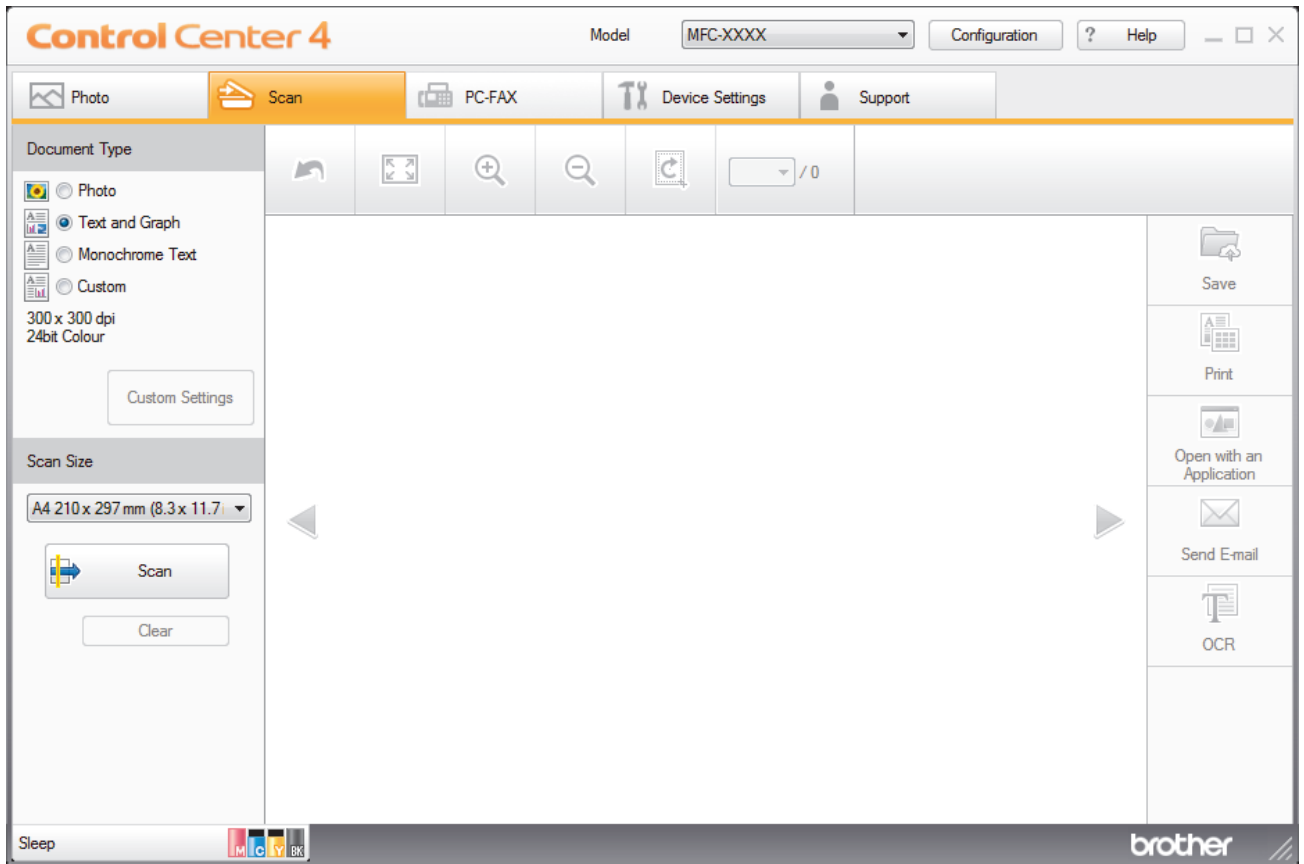 Control Center 4
Model
MFC-XXXX
Configuration
? Help
Photo
Scan
PC-FAX
Device Settings
Support
Document Type
/ 0
Photo
Text and Graph
Monochrome Text
Custom
300 x 300 dpi
24bit Colour
Custom Settings
Scan Size
A4 210 x 297 mm (8.3 x 11.7
Scan
Clear
Save
Print
Open with an
Application
Send E-mail
OCR
Sleep
M C Y BK
brother